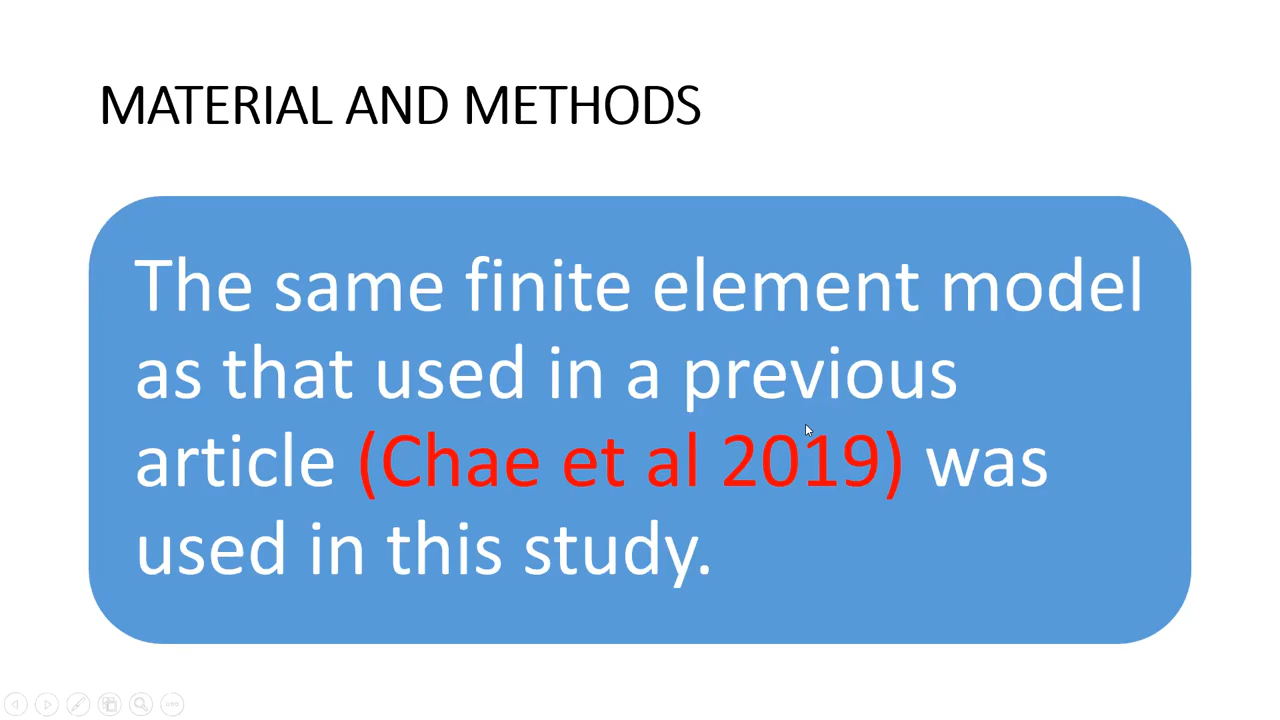 MATERIAL AND METHODS
The same finite element model
as that used in a previous
article (Chae et al 2019) was
used in this study.